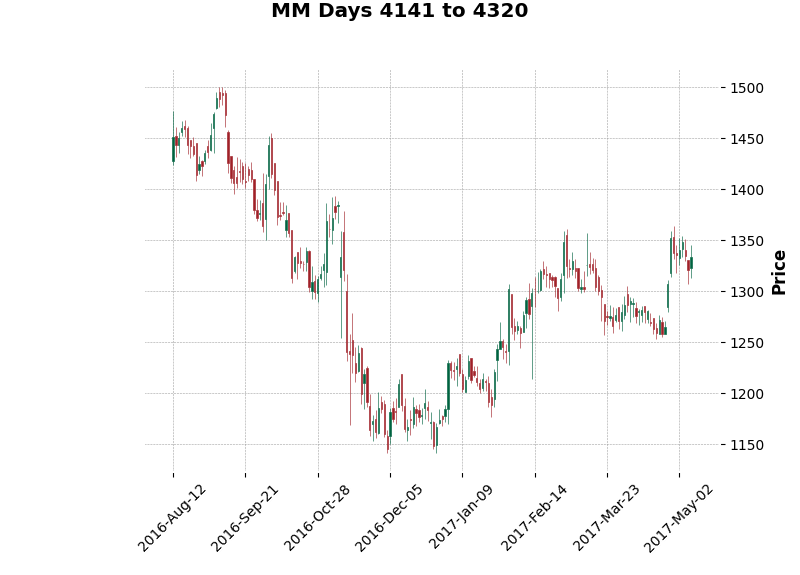 MM Days 4141 to 4320
1500
1450
1400
1350
1300
1250
1200
1150
Price
2016-Aug-12
2016-Sep-21
2016-Oct-28
2016-Dec-05
2017-Jan-09
2017-Feb-14
2017-Mar-23
2017-May-02